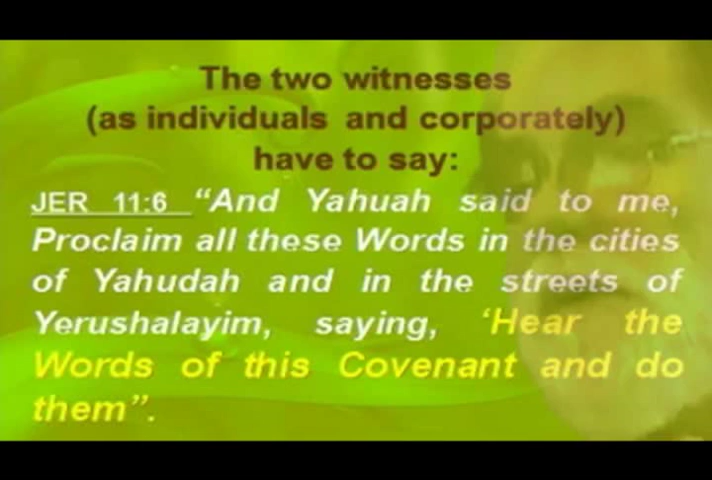 The two witnesses
(as individuals and corporately)
have to say:
JER 11:6 “And Yahuah said to me,
Proclaim all these Words in the cities
of Yahudah and in the streets of
Yerushalayim, saying, ‘Hear the
Words of this Covenant and do
them”.